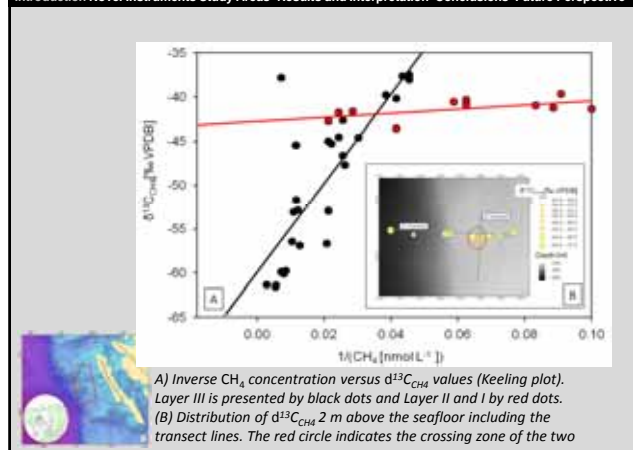 Introduction Novel Instruments Study Areas Results and Interpretation Conclusions Future Perspective
-35
-40
-45
-50
-55
-60
-65
δ¹³C_CH4 [‰ VPDB]
A
B
0.00 0.02 0.04 0.06 0.08 0.10
1/(CH₄ [nmol L⁻¹])
A) Inverse CH₄ concentration versus d¹³C_CH4 values (Keeling plot).
Layer III is presented by black dots and Layer II and I by red dots.
(B) Distribution of d¹³C_CH4 2 m above the seafloor including the
transect lines. The red circle indicates the crossing zone of the two